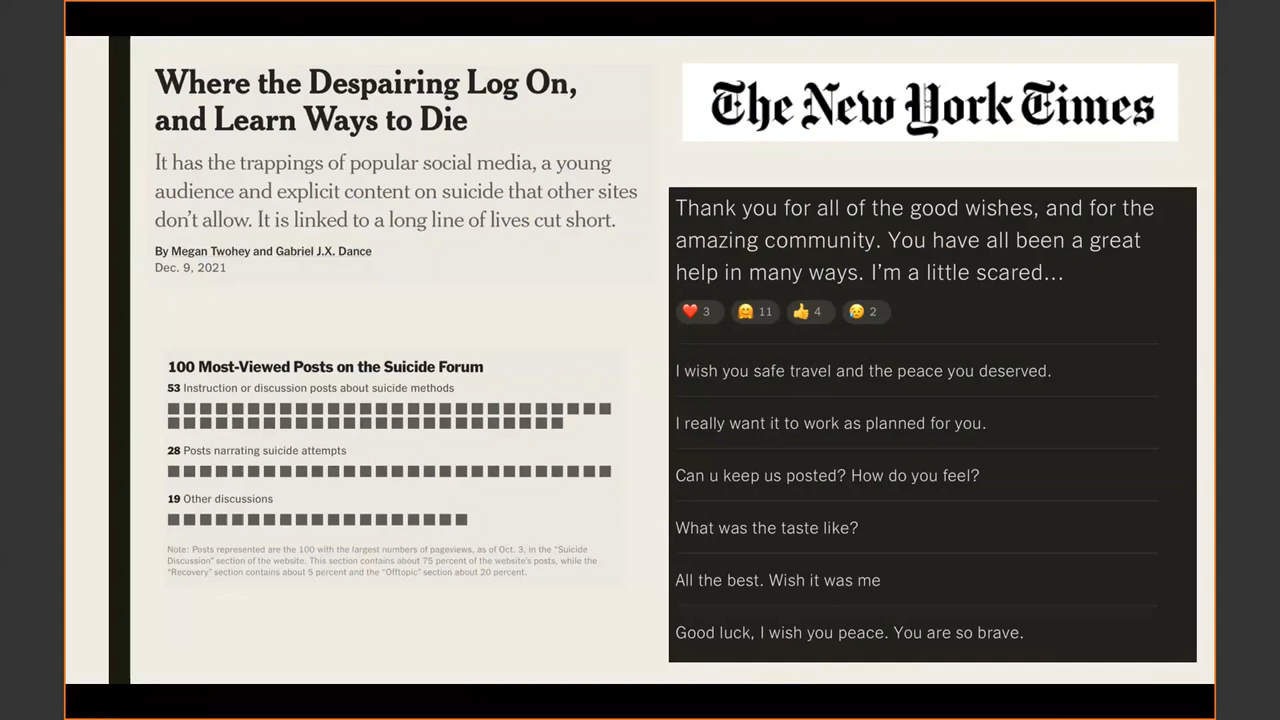 Where the Despairing Log On,
and Learn Ways to Die
It has the trappings of popular social media, a young
audience and explicit content on suicide that other sites
don’t allow. It is linked to a long line of lives cut short.
By Megan Twohey and Gabriel J.X. Dance
Dec. 9, 2021
100 Most-Viewed Posts on the Suicide Forum
53 Instruction or discussion posts about suicide methods
28 Posts narrating suicide attempts
19 Other discussions
Note: Posts represented are the 100 with the largest numbers of pageviews, as of Oct. 3, in the “Suicide
Discussion” section of the website. This section contains about 75 percent of the website’s posts, while the
“Recovery” section contains about 5 percent and the “Offtopic” section about 20 percent.
The New York Times
Thank you for all of the good wishes, and for the
amazing community. You have all been a great
help in many ways. I’m a little scared…
❤️ 3 🤗 11 👍 4 😥 2
I wish you safe travel and the peace you deserved.
I really want it to work as planned for you.
Can u keep us posted? How do you feel?
What was the taste like?
All the best. Wish it was me
Good luck, I wish you peace. You are so brave.